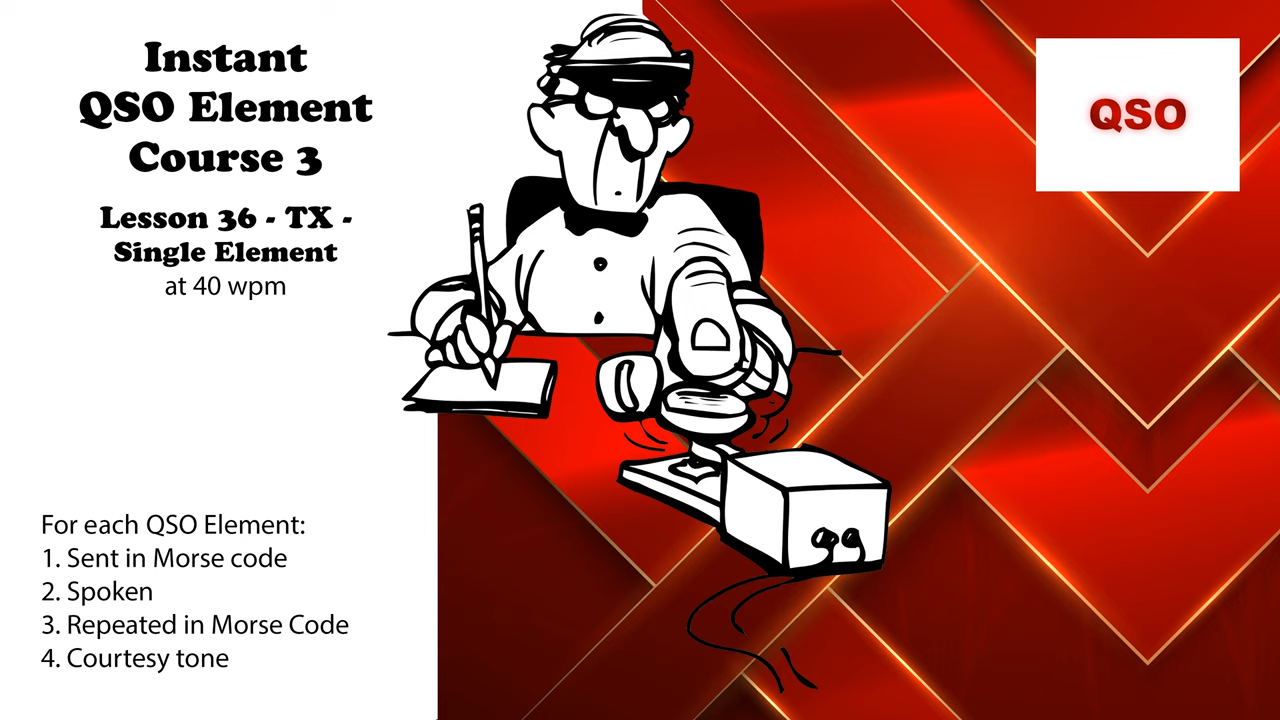 Instant
QSO Element
Course 3
Lesson 36 - TX -
Single Element
at 40 wpm
QSO
For each QSO Element:
1. Sent in Morse code
2. Spoken
3. Repeated in Morse Code
4. Courtesy tone